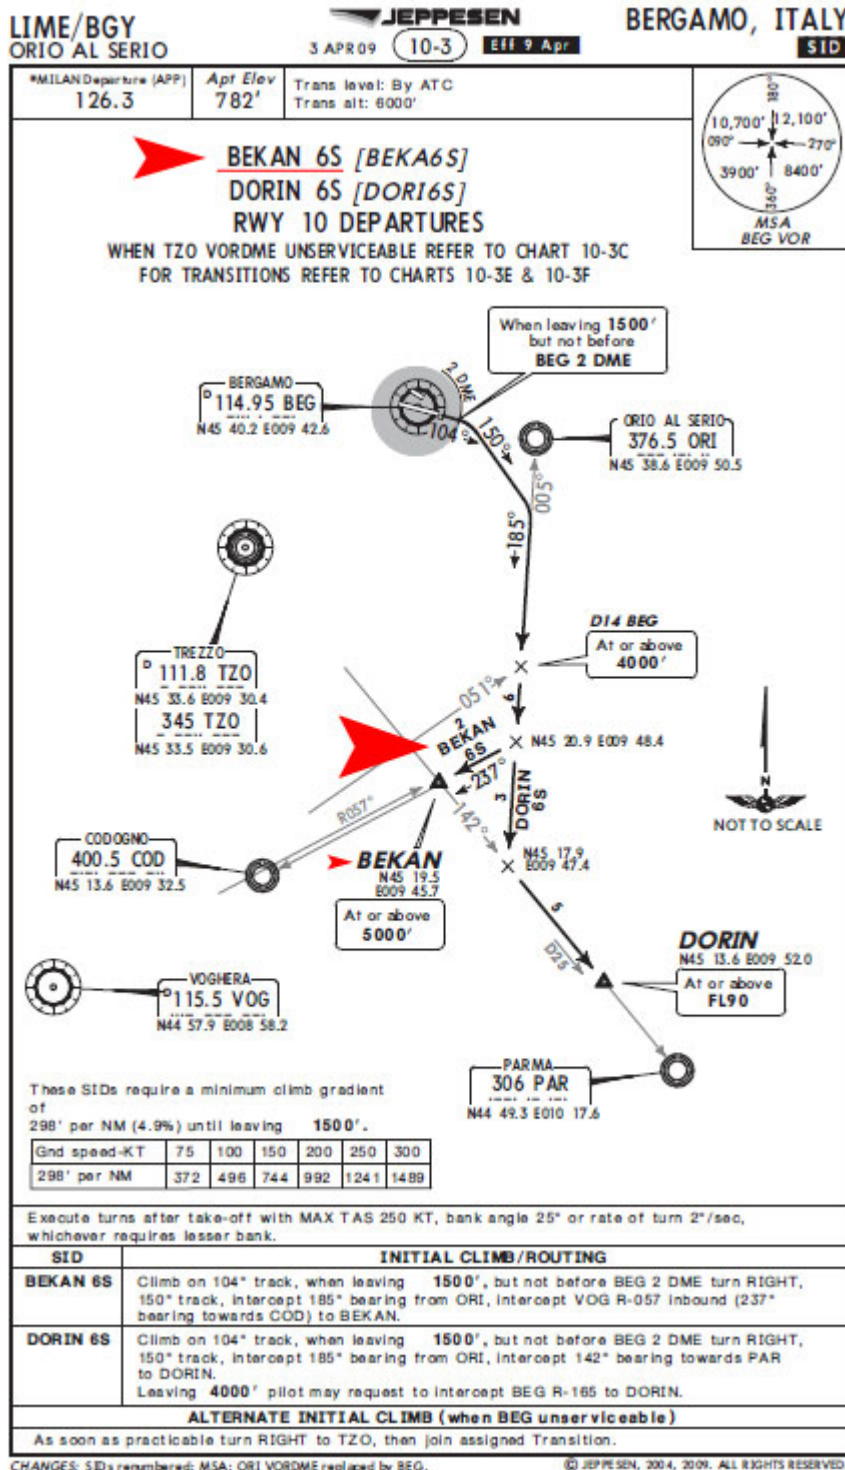 LIME/BGY
ORIO AL SERIO
JEPPESEN
3 APR 09 10-3 Eff 9 Apr
BERGAMO, ITALY
SID
*MILAN Departure (APP)
126.3
Apt Elev
782'
Trans level: By ATC
Trans alt: 6000'
180°
10,700' 12,100'
090° 270°
3900' 8400'
360°
MSA
BEG VOR
BEKAN 6S [BEKA6S]
DORIN 6S [DORI6S]
RWY 10 DEPARTURES
WHEN TZO VORDME UNSERVICEABLE REFER TO CHART 10-3C
FOR TRANSITIONS REFER TO CHARTS 10-3E & 10-3F
When leaving 1500'
but not before
BEG 2 DME
2 DME
BERGAMO
D 114.95 BEG
N45 40.2 E009 42.6
104°
150°
ORIO AL SERIO
376.5 ORI
N45 38.6 E009 50.5
005°
185°
D14 BEG
At or above
4000'
TREZZO
D 111.8 TZO
N45 33.6 E009 30.4
345 TZO
N45 33.5 E009 30.6
051°
6
2
BEKAN
6S
N45 20.9 E009 48.4
237°
3
DORIN
6S
142°
R057°
N
NOT TO SCALE
CODOGNO
400.5 COD
N45 13.6 E009 32.5
BEKAN
N45 19.5
E009 45.7
At or above
5000'
N45 17.9
E009 47.4
5
D25
DORIN
N45 13.6 E009 52.0
At or above
FL90
VOGHERA
D 115.5 VOG
N44 57.9 E008 58.2
PARMA
306 PAR
N44 49.3 E010 17.6
These SIDs require a minimum climb gradient
of
298' per NM (4.9%) until leaving 1500'.
Gnd speed-KT 75 100 150 200 250 300
298' per NM 372 496 744 992 1241 1489
Execute turns after take-off with MAX TAS 250 KT, bank angle 25° or rate of turn 2°/sec,
whichever requires lesser bank.
SID INITIAL CLIMB/ROUTING
BEKAN 6S Climb on 104° track, when leaving 1500', but not before BEG 2 DME turn RIGHT,
150° track, intercept 185° bearing from ORI, intercept VOG R-057 inbound (237°
bearing towards COD) to BEKAN.
DORIN 6S Climb on 104° track, when leaving 1500', but not before BEG 2 DME turn RIGHT,
150° track, intercept 185° bearing from ORI, intercept 142° bearing towards PAR
to DORIN.
Leaving 4000' pilot may request to intercept BEG R-165 to DORIN.
ALTERNATE INITIAL CLIMB (when BEG unserviceable)
As soon as practicable turn RIGHT to TZO, then join assigned Transition.
CHANGES: SIDs renumbered; MSA; ORI VORDME replaced by BEG.
© JEPPESEN, 2004, 2009. ALL RIGHTS RESERVED